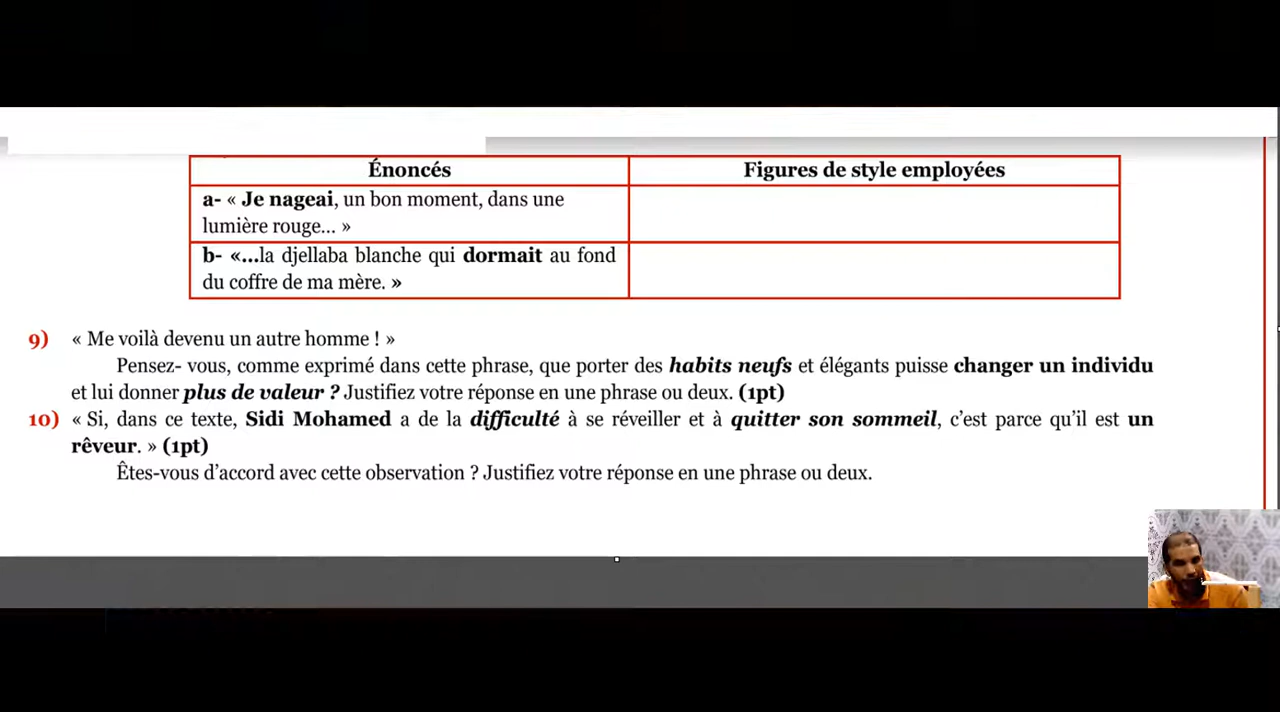 Énoncés
Figures de style employées
a- « Je nageai, un bon moment, dans une
lumière rouge... »
b- «...la djellaba blanche qui dormait au fond
du coffre de ma mère. »
9) « Me voilà devenu un autre homme ! »
Pensez- vous, comme exprimé dans cette phrase, que porter des habits neufs et élégants puisse changer un individu
et lui donner plus de valeur ? Justifiez votre réponse en une phrase ou deux. (1pt)
10) « Si, dans ce texte, Sidi Mohamed a de la difficulté à se réveiller et à quitter son sommeil, c’est parce qu’il est un
rêveur. » (1pt)
Êtes-vous d’accord avec cette observation ? Justifiez votre réponse en une phrase ou deux.